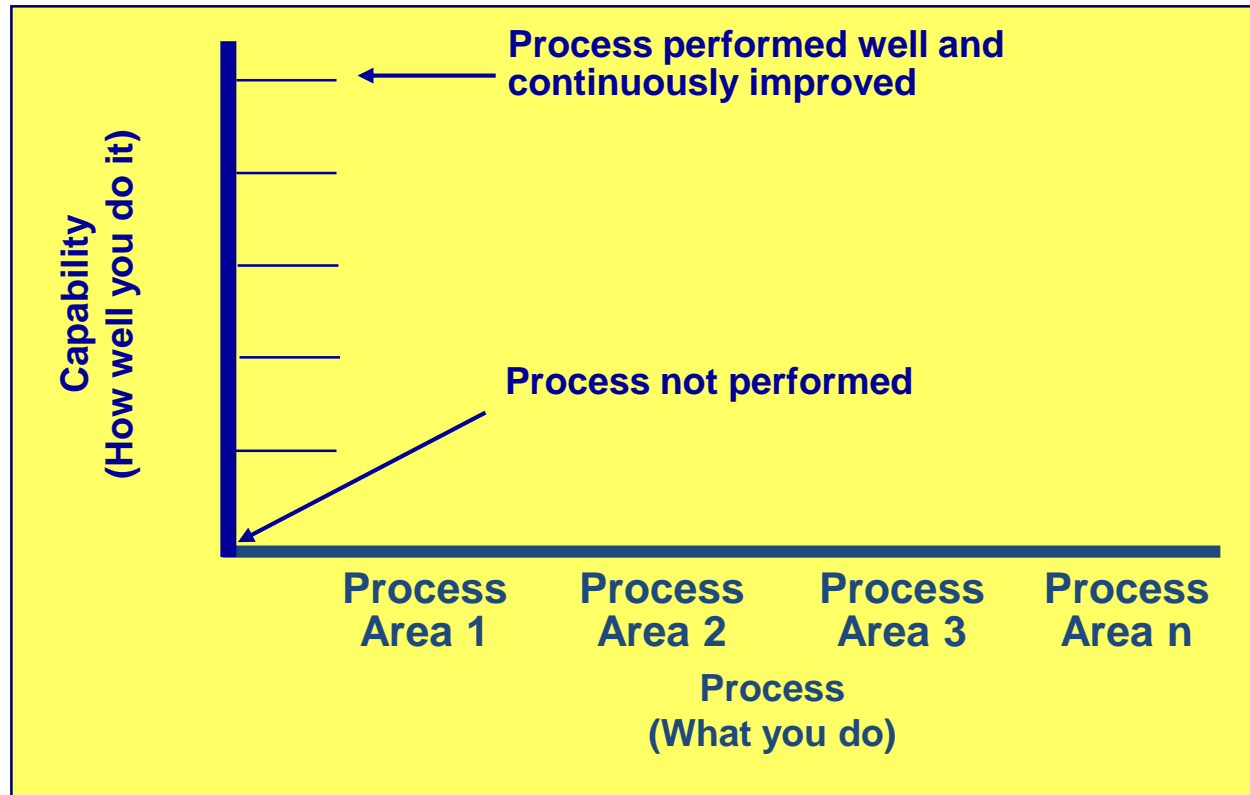 Process performed well and
continuously improved
Capability
(How well you do it)
Process not performed
Process
Area 1
Process
Area 2
Process
Area 3
Process
Area n
Process
(What you do)